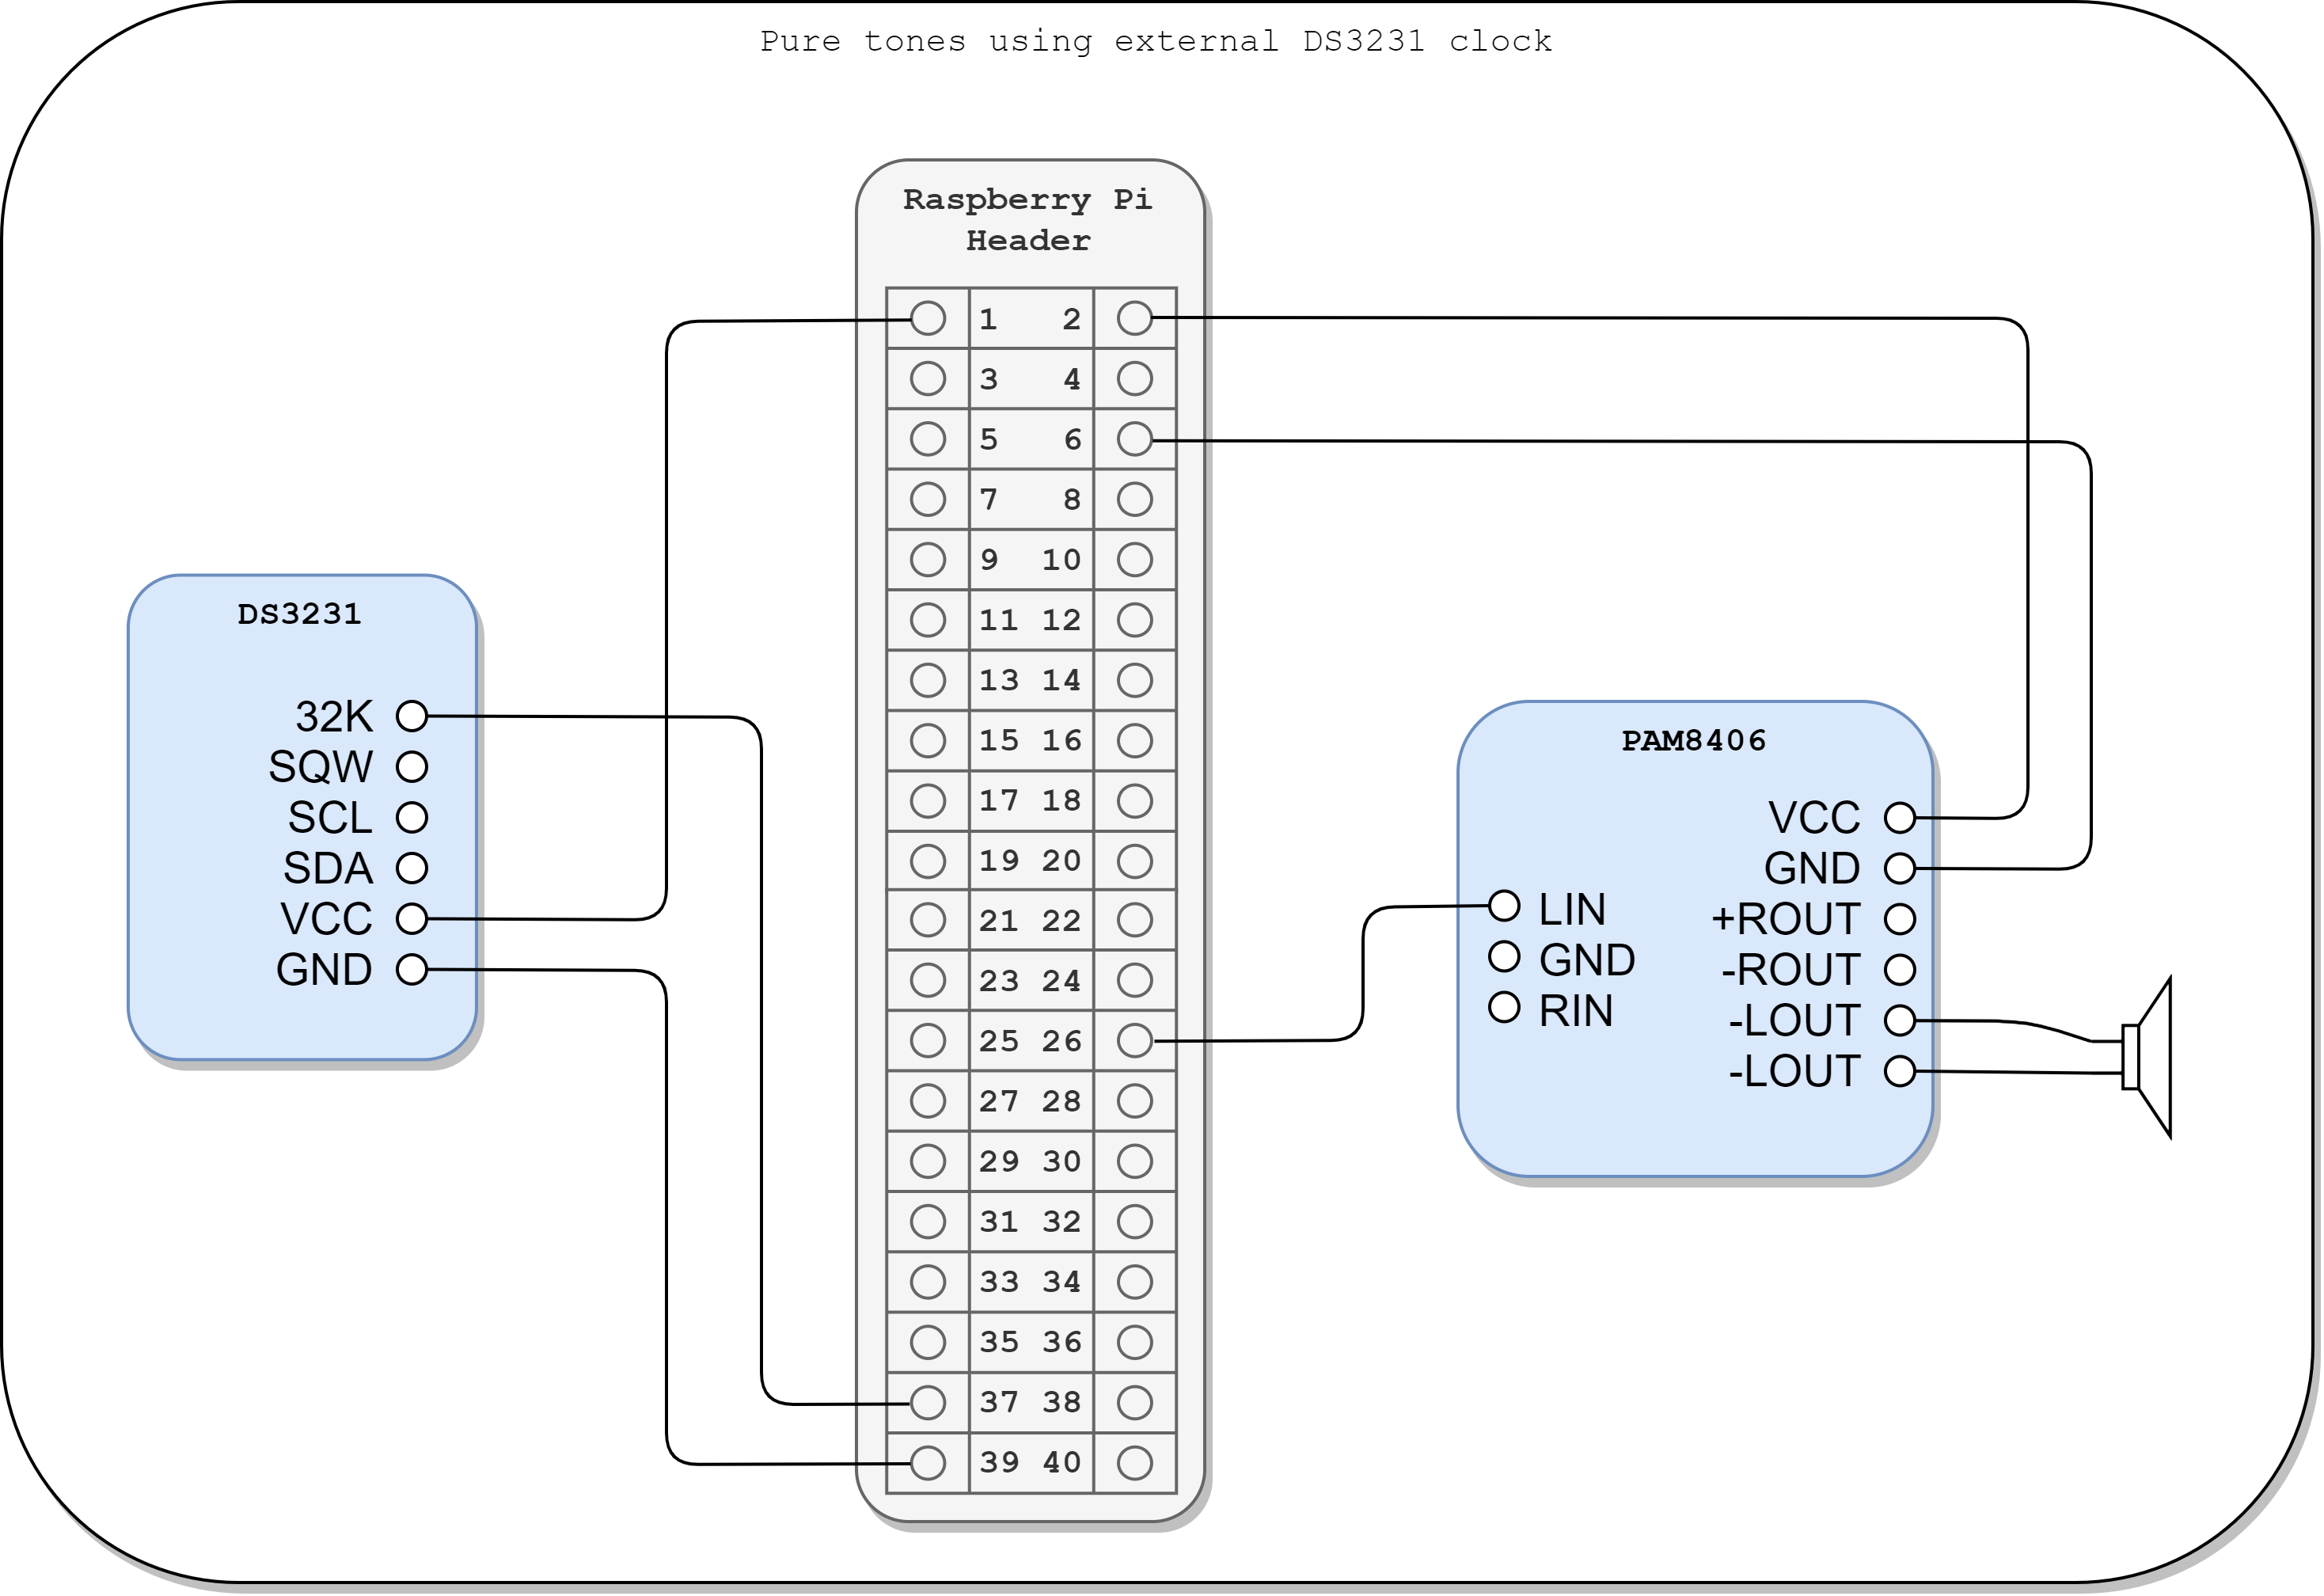 Pure tones using external DS3231 clock
Raspberry Pi
Header
1 2
3 4
5 6
7 8
9 10
11 12
13 14
15 16
17 18
19 20
21 22
23 24
25 26
27 28
29 30
31 32
33 34
35 36
37 38
39 40
DS3231
32K
SQW
SCL
SDA
VCC
GND
PAM8406
LIN
GND
RIN
VCC
GND
+ROUT
-ROUT
-LOUT
-LOUT